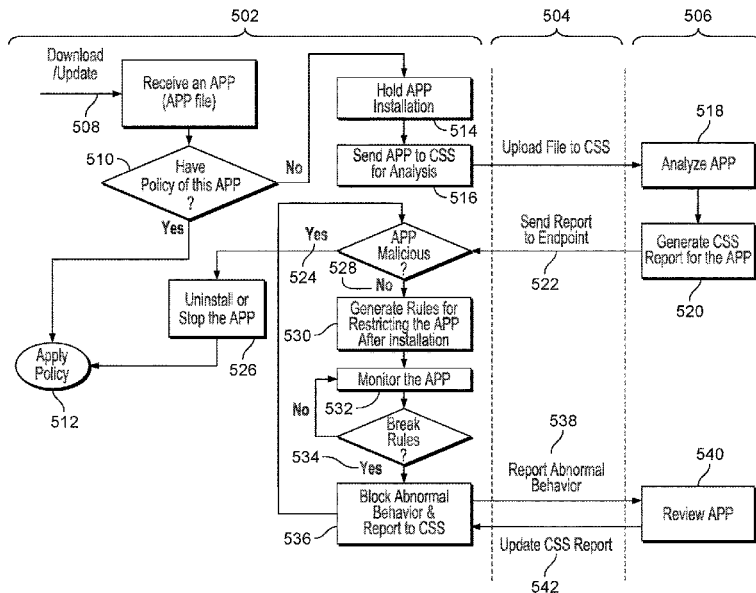 502
504
506
Download
/Update
508
Receive an APP
(APP file)
510
Have
Policy of this APP
?
No
Yes
Hold APP
Installation
514
Send APP to CSS
for Analysis
516
Upload File to CSS
518
Analyze APP
Generate CSS
Report for the APP
520
Send Report
to Endpoint
522
APP
Malicious
?
Yes
524
528
No
Uninstall or
Stop the APP
526
Apply
Policy
512
Generate Rules for
Restricting the APP
After Installation
530
Monitor the APP
532
No
Break
Rules
?
534
Yes
Block Abnormal
Behavior &
Report to CSS
536
538
Report Abnormal
Behavior
540
Review APP
Update CSS Report
542